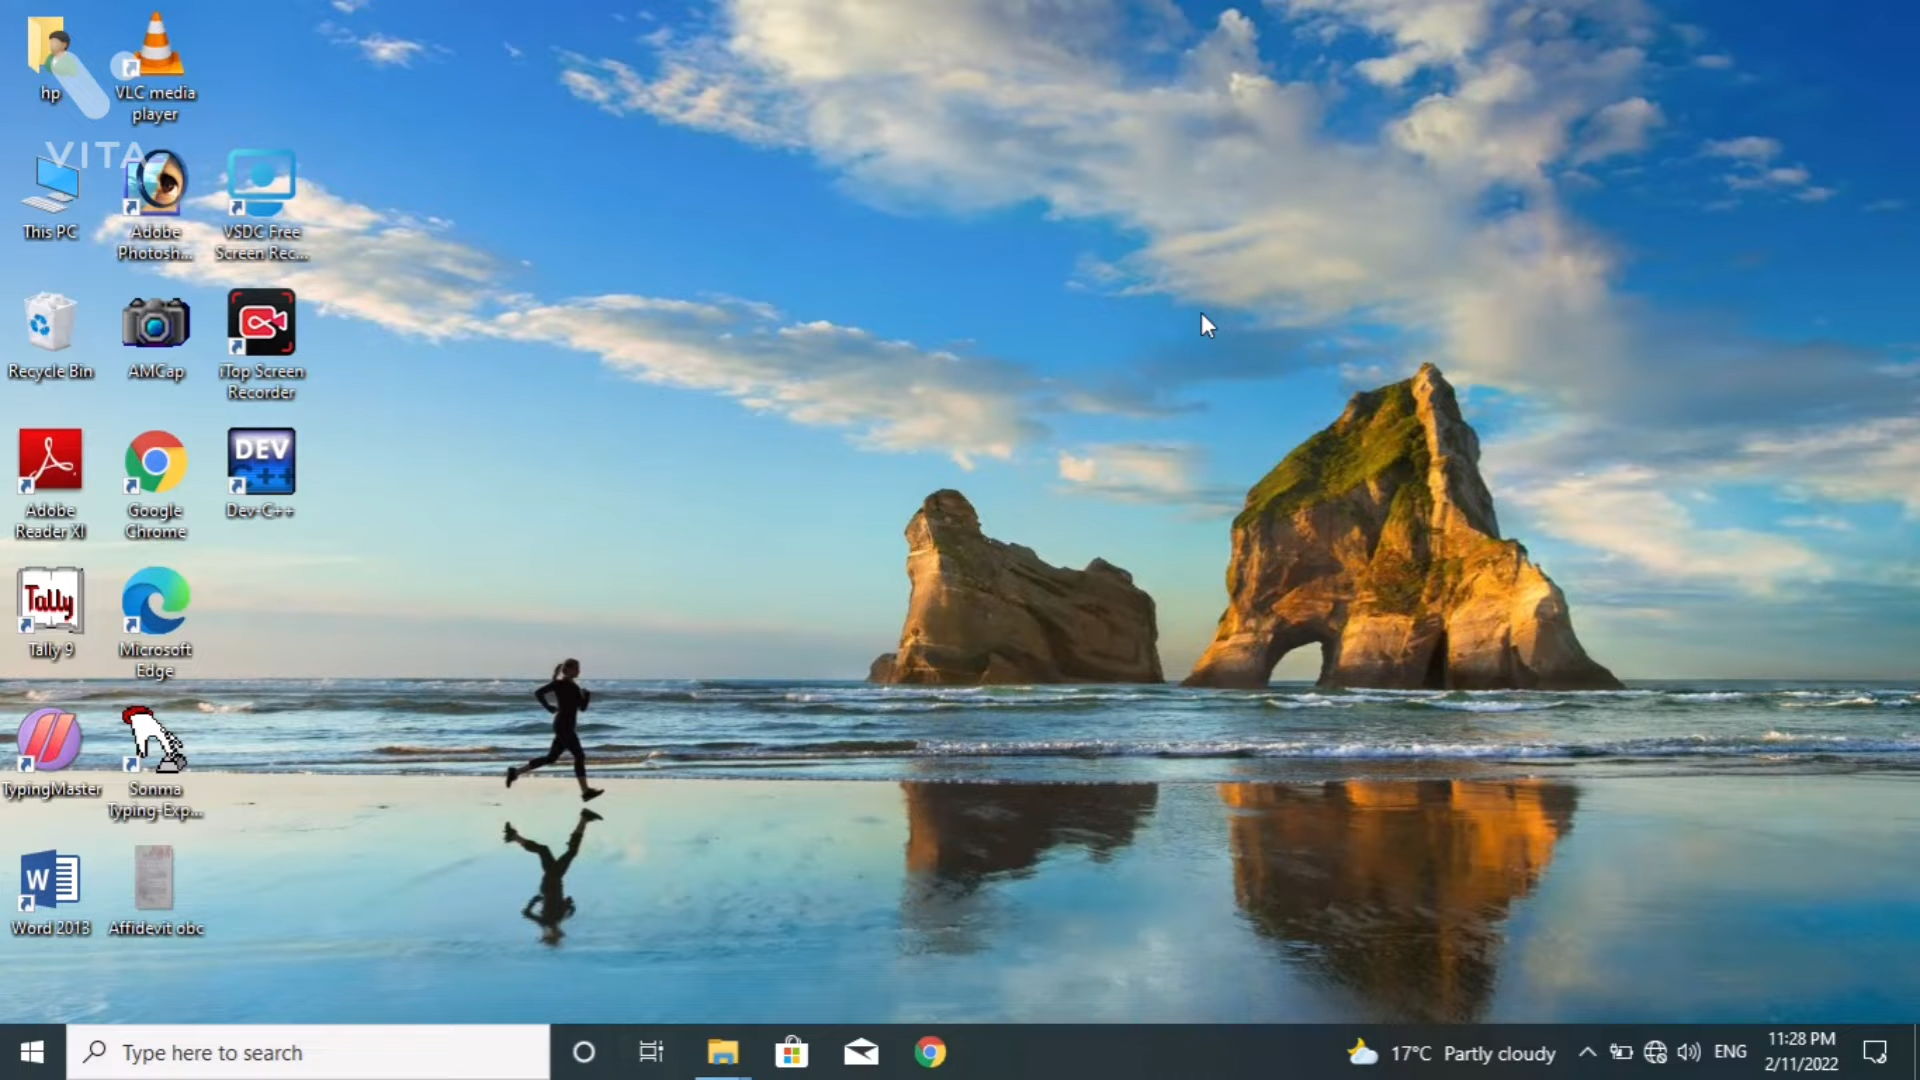 hp
VLC media
player
VITA
This PC
Adobe
Photosh...
VSDC Free
Screen Rec...
Recycle Bin
AMCap
iTop Screen
Recorder
Adobe
Reader XI
Google
Chrome
DEV
C++
Dev-C++
Tally
Tally 9
Microsoft
Edge
TypingMaster
Sonma
Typing-Exp...
W
Word 2013
Affidevit obc
Type here to search
17°C Partly cloudy
ENG
11:28 PM
2/11/2022